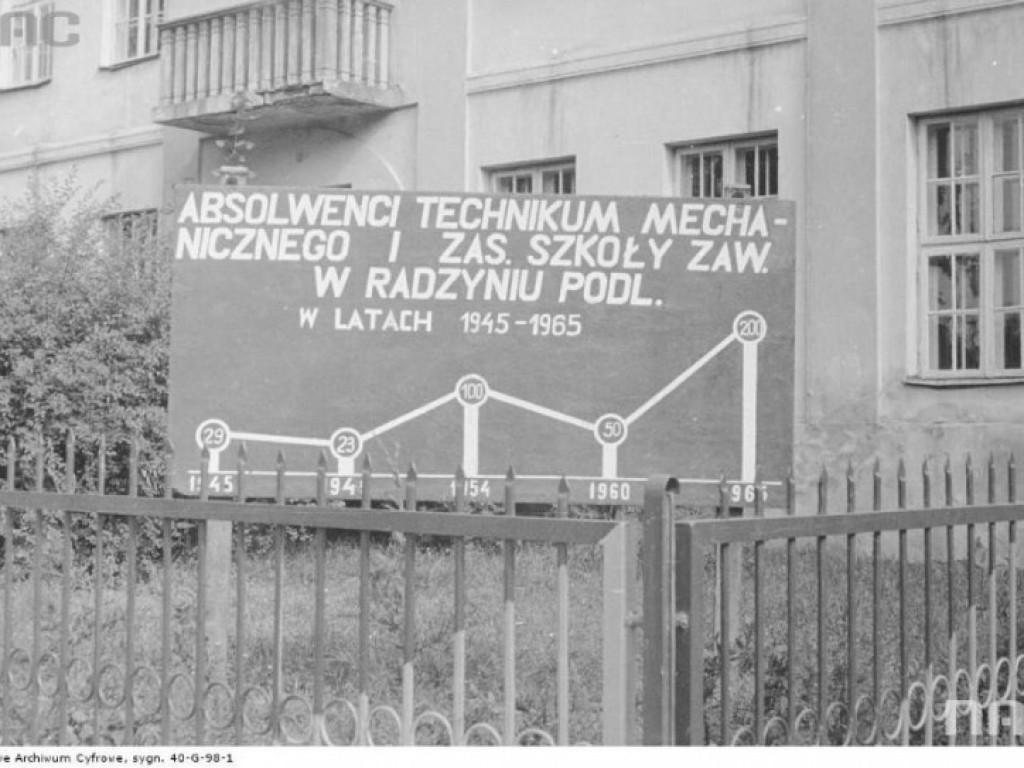 ABSOLWENCI TECHNIKUM MECHA-
NICZNEGO I ZAS. SZKOŁY ZAW.
W RADZYNIU PODL.
W LATACH 1945-1965
200
100
29 23 50
1945 1954 1960
we Archiwum Cyfrowe, sygn. 40-G-98-1